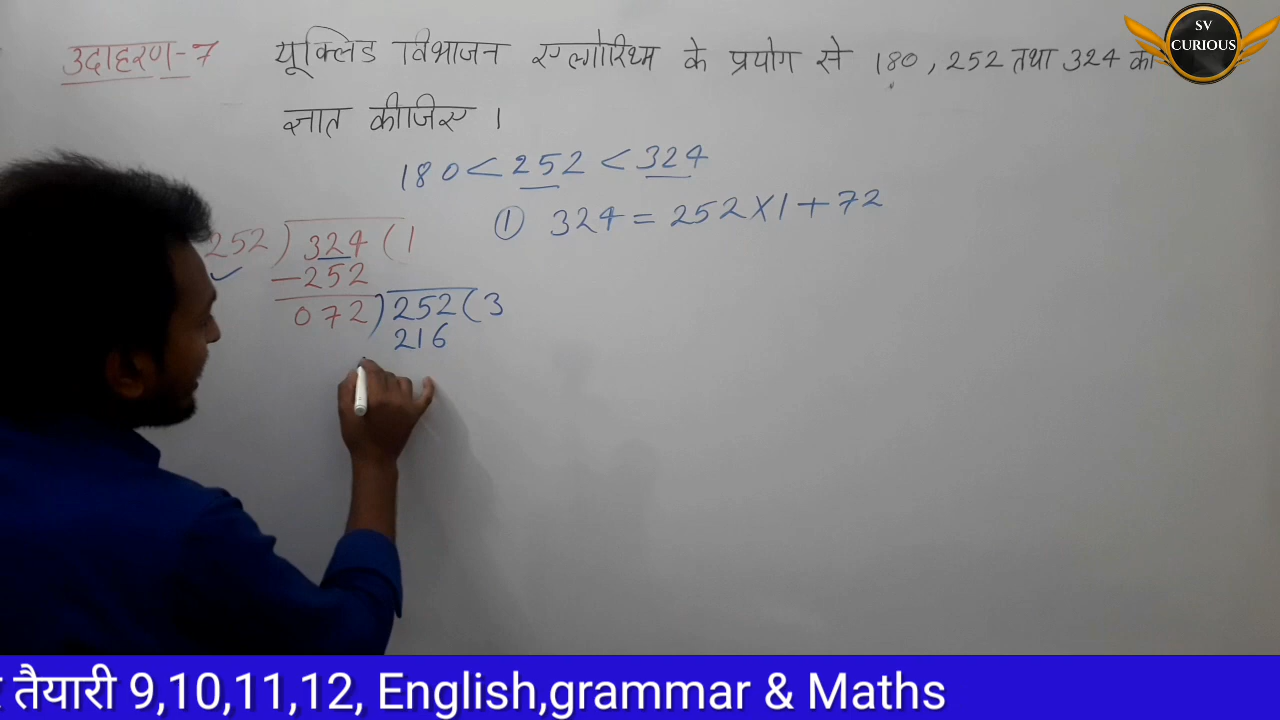 उदाहरण-7 यूक्लिड विभाजन एल्गोरिथ्म के प्रयोग से 180, 252 तथा 324 का
ज्ञात कीजिए ।
180 < 252 < 324
① 324 = 252 X 1 + 72
252 ) 324 ( 1
- 252
072 ) 252 ( 3
216
SV
CURIOUS
तैयारी 9,10,11,12, English,grammar & Maths